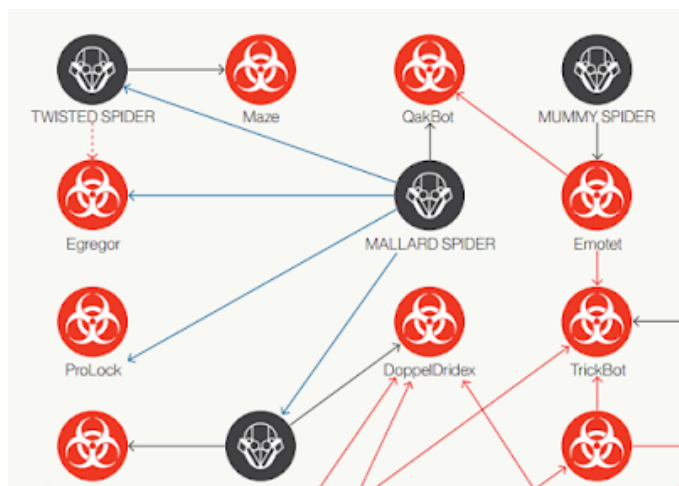 TWISTED SPIDER
Maze
QakBot
MUMMY SPIDER
Egregor
MALLARD SPIDER
Emotet
ProLock
DoppelDridex
TrickBot